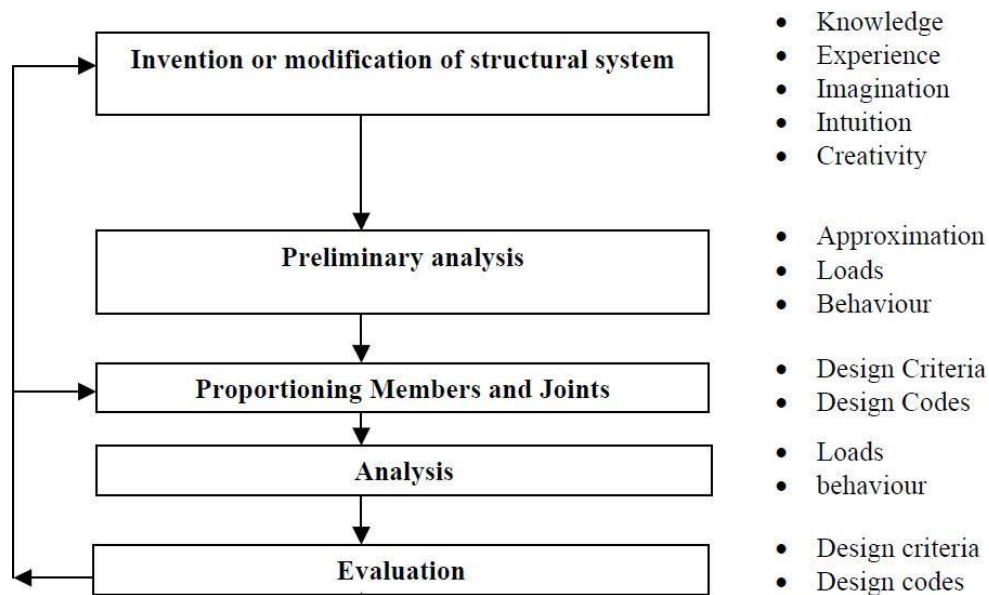 Invention or modification of structural system
• Knowledge
• Experience
• Imagination
• Intuition
• Creativity
Preliminary analysis
• Approximation
• Loads
• Behaviour
Proportioning Members and Joints
• Design Criteria
• Design Codes
Analysis
• Loads
• behaviour
Evaluation
• Design criteria
• Design codes